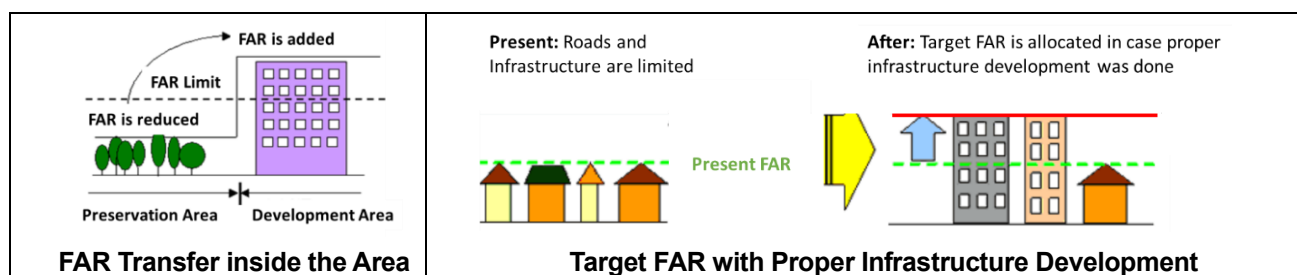 FAR is added
FAR Limit
FAR is reduced
Preservation Area
Development Area
FAR Transfer inside the Area
Present: Roads and
Infrastructure are limited
After: Target FAR is allocated in case proper
infrastructure development was done
Present FAR
Target FAR with Proper Infrastructure Development